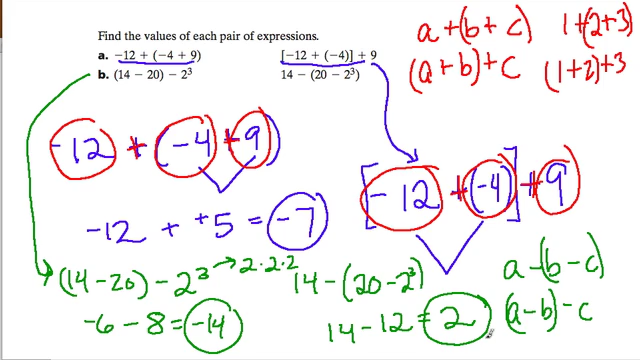 Find the values of each pair of expressions.
a. −12 + (−4 + 9) [−12 + (−4)] + 9
b. (14 − 20) − 2³ 14 − (20 − 2³)
a+(b+c) 1+(2+3)
(a+b)+c (1+2)+3
-12 + (-4 + 9)
-12 + +5 = -7
[-12 + (-4)] + 9
(14-20) - 2³ → 2·2·2
-6 - 8 = -14
14 - (20 - 2³)
14 - 12 = 2
a-(b-c)
(a-b)-c